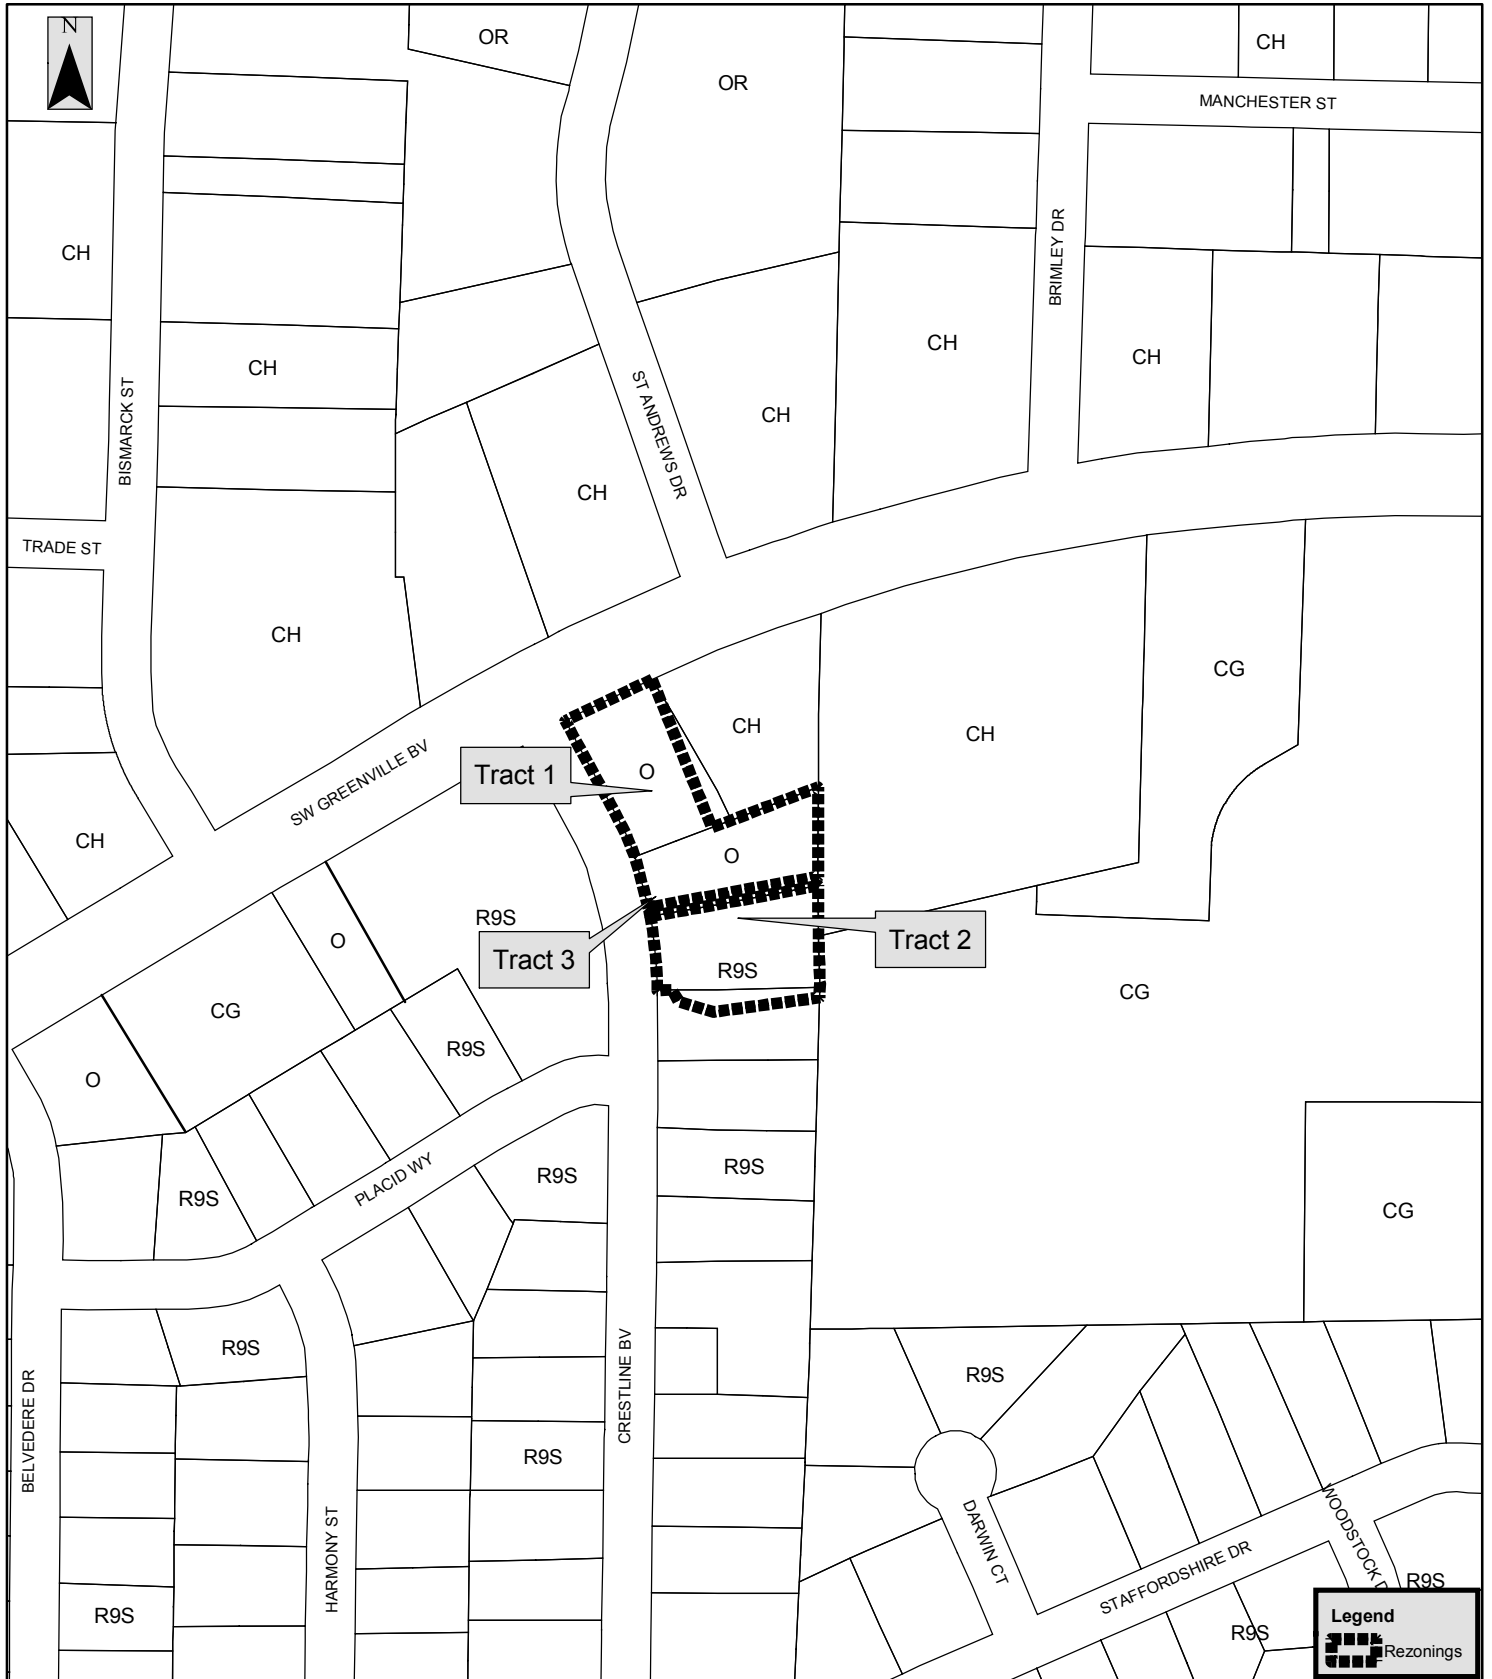 N
OR
CH
OR
MANCHESTER ST
BRIMLEY DR
CH
CH
CH
CH
BISMARCK ST
ST ANDREWS DR
CH
CH
TRADE ST
CH
CG
CH
CH
O
Tract 1
SW GREENVILLE BV
CH
O
R9S
O
Tract 2
Tract 3
R9S
CG
CG
R9S
O
R9S
R9S
PLACID WY
R9S
CG
R9S
R9S
CRESTLINE BV
BELVEDERE DR
R9S
HARMONY ST
DARWIN CT
WOODSTOCK D
STAFFORDSHIRE DR
R9S
R9S
R9S
Legend
Rezonings